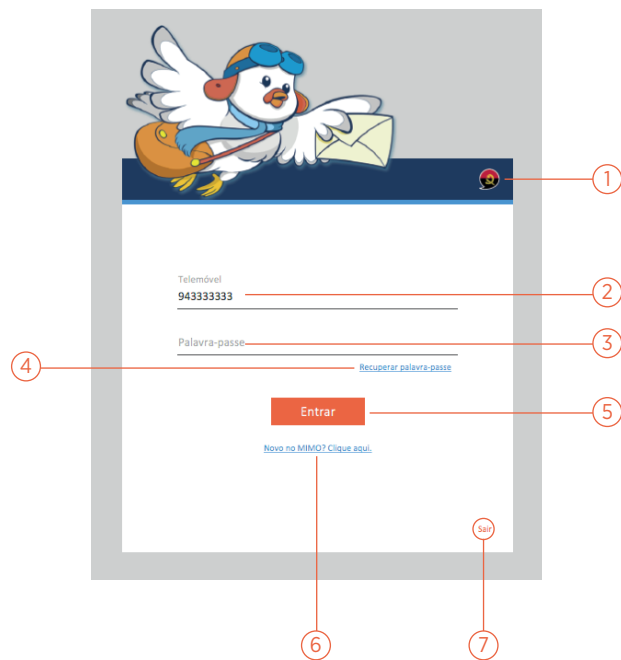 1
Telemóvel
943333333
2
Palavra-passe
3
4
Recuperar palavra-passe
Entrar
5
Novo no MIMO? Clique aqui.
Sair
6
7